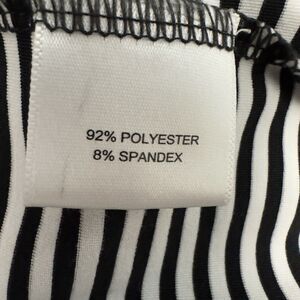 92% POLYESTER
8% SPANDEX